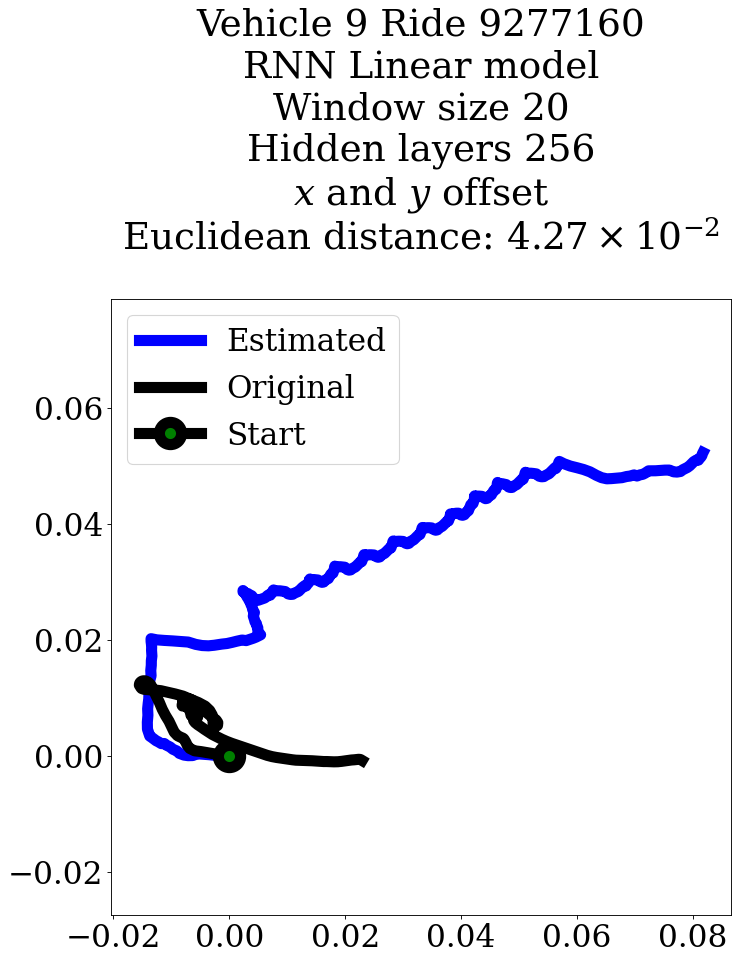 Vehicle 9 Ride 9277160
RNN Linear model
Window size 20
Hidden layers 256
x and y offset
Euclidean distance: 4.27 × 10⁻²
Estimated
Original
Start
0.06
0.04
0.02
0.00
−0.02
−0.02 0.00 0.02 0.04 0.06 0.08